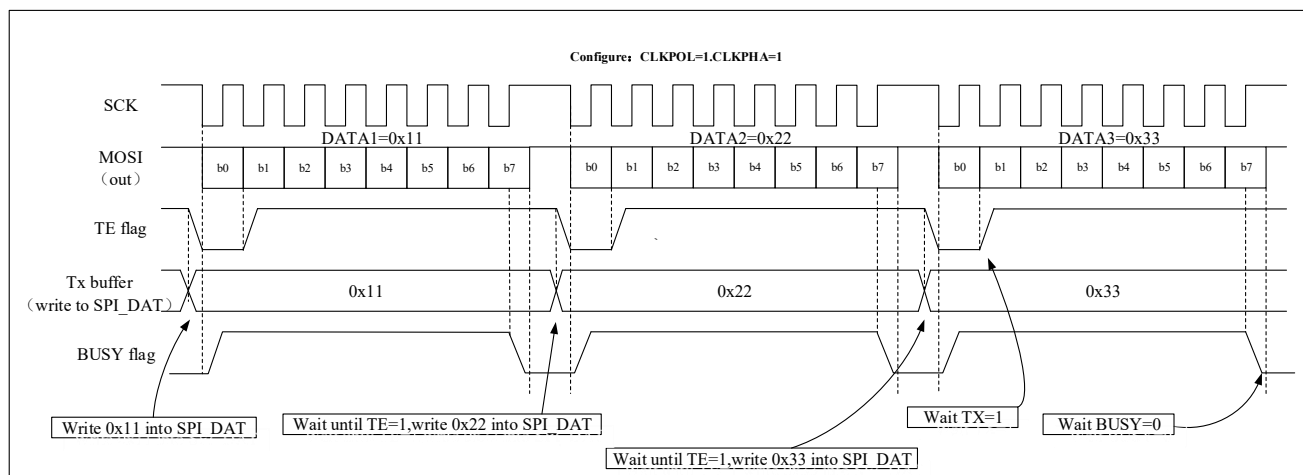 Configure：CLKPOL=1.CLKPHA=1
SCK
DATA1=0x11 DATA2=0x22 DATA3=0x33
MOSI
（out）
b0 b1 b2 b3 b4 b5 b6 b7 b0 b1 b2 b3 b4 b5 b6 b7 b0 b1 b2 b3 b4 b5 b6 b7
TE flag
Tx buffer
（write to SPI_DAT）
0x11 0x22 0x33
BUSY flag
Write 0x11 into SPI_DAT
Wait until TE=1,write 0x22 into SPI_DAT
Wait TX=1
Wait BUSY=0
Wait until TE=1,write 0x33 into SPI_DAT